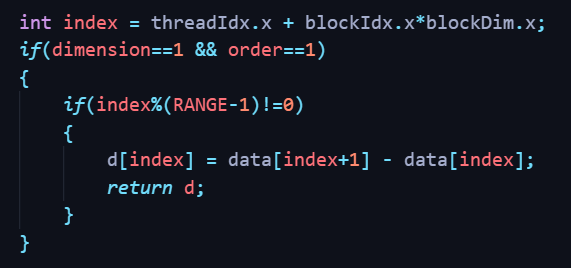 int index = threadIdx.x + blockIdx.x*blockDim.x;
if(dimension==1 && order==1)
{
    if(index%(RANGE-1)!=0)
    {
        d[index] = data[index+1] - data[index];
        return d;
    }
}